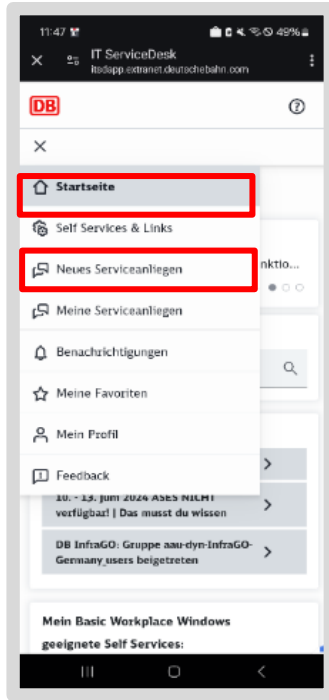 11:47
49%
IT ServiceDesk
itsdapp.extranet.deutschebahn.com
DB
Startseite
Self Services & Links
Neues Serviceanliegen
nktio...
Meine Serviceanliegen
Benachrichtigungen
Meine Favoriten
Mein Profil
Feedback
10. - 13. Juni 2024 ASES NICHT
verfügbar! | Das musst du wissen
DB InfraGO: Gruppe aau-dyn-InfraGO-
Germany_users beigetreten
Mein Basic Workplace Windows
geeignete Self Services: